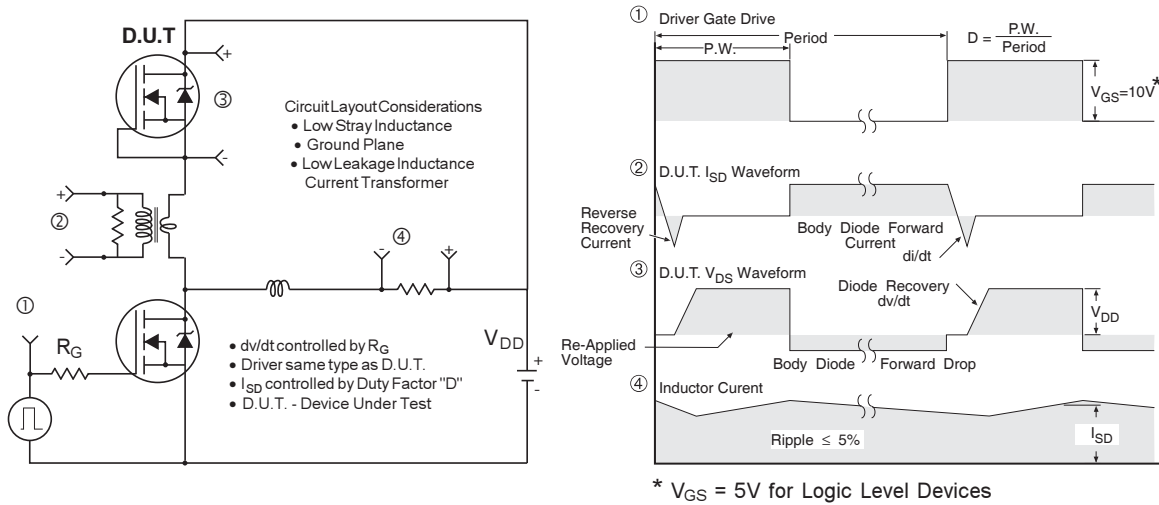 D.U.T
+
③
-
Circuit Layout Considerations
• Low Stray Inductance
• Ground Plane
• Low Leakage Inductance
Current Transformer
+
②
-
④
-
+
①
R_G
• dv/dt controlled by R_G
• Driver same type as D.U.T.
• I_SD controlled by Duty Factor "D"
• D.U.T. - Device Under Test
V_DD
+
-
① Driver Gate Drive
P.W.
Period
D = P.W. / Period
V_GS=10V*
② D.U.T. I_SD Waveform
Reverse
Recovery
Current
Body Diode Forward
Current
di/dt
③ D.U.T. V_DS Waveform
Diode Recovery
dv/dt
V_DD
Re-Applied
Voltage
Body Diode Forward Drop
④ Inductor Curent
Ripple ≤ 5%
I_SD
* V_GS = 5V for Logic Level Devices